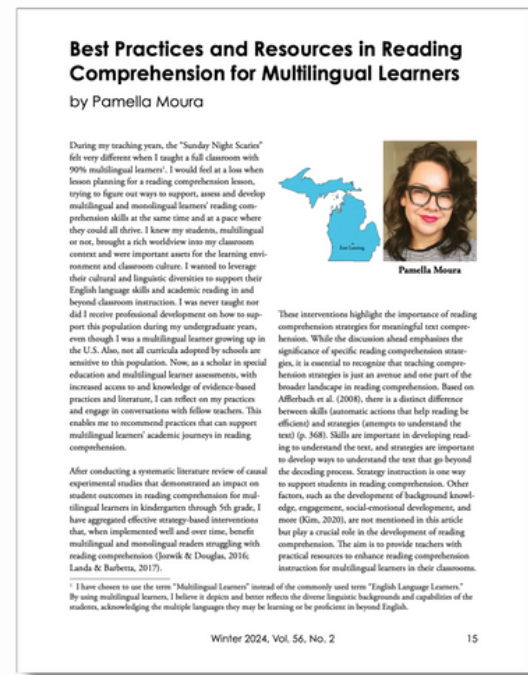 Best Practices and Resources in Reading
Comprehension for Multilingual Learners
by Pamella Moura
During my teaching years, the "Sunday Night Scaries"
felt very different when I taught a full classroom with
90% multilingual learners¹. I would feel at a loss when
lesson planning for a reading comprehension lesson,
trying to figure out ways to support, assess and develop
multilingual and monolingual learners' reading com-
prehension skills at the same time and at a pace where
they could all thrive. I knew my students, multilingual
or not, brought a rich worldview into my classroom
context and were important assets for the learning envi-
ronment and classroom culture. I wanted to leverage
their cultural and linguistic diversities to support their
English language skills and academic reading in and
beyond classroom instruction. I was never taught nor
did I receive professional development on how to sup-
port this population during my undergraduate years,
even though I was a multilingual learner growing up in
the U.S. Also, not all curricula adopted by schools are
sensitive to this population. Now, as a scholar in special
education and multilingual learner assessments, with
increased access to and knowledge of evidence-based
practices and literature, I can reflect on my practices
and engage in conversations with fellow teachers. This
enables me to recommend practices that can support
multilingual learners' academic journeys in reading
comprehension.
After conducting a systematic literature review of causal
experimental studies that demonstrated an impact on
student outcomes in reading comprehension for mul-
tilingual learners in kindergarten through 5th grade, I
have aggregated effective strategy-based interventions
that, when implemented well and over time, benefit
multilingual and monolingual readers struggling with
reading comprehension (Jozwik & Douglas, 2016;
Landa & Barbetta, 2017).
East Lansing
Pamella Moura
These interventions highlight the importance of reading
comprehension strategies for meaningful text compre-
hension. While the discussion ahead emphasizes the
significance of specific reading comprehension strate-
gies, it is essential to recognize that teaching compre-
hension strategies is just an avenue and one part of the
broader landscape in reading comprehension. Based on
Afflerbach et al. (2008), there is a distinct difference
between skills (automatic actions that help reading be
efficient) and strategies (attempts to understand the
text) (p. 368). Skills are important in developing read-
ing to understand the text, and strategies are important
to develop ways to understand the text that go beyond
the decoding process. Strategy instruction is one way
to support students in reading comprehension. Other
factors, such as the development of background knowl-
edge, engagement, social-emotional development, and
more (Kim, 2020), are not mentioned in this article
but play a crucial role in the development of reading
comprehension. The aim is to provide teachers with
practical resources to enhance reading comprehension
instruction for multilingual learners in their classrooms.
¹ I have chosen to use the term "Multilingual Learners" instead of the commonly used term "English Language Learners."
By using multilingual learners, I believe it depicts and better reflects the diverse linguistic backgrounds and capabilities of the
students, acknowledging the multiple languages they may be learning or be proficient in beyond English.
Winter 2024, Vol. 56, No. 2
15